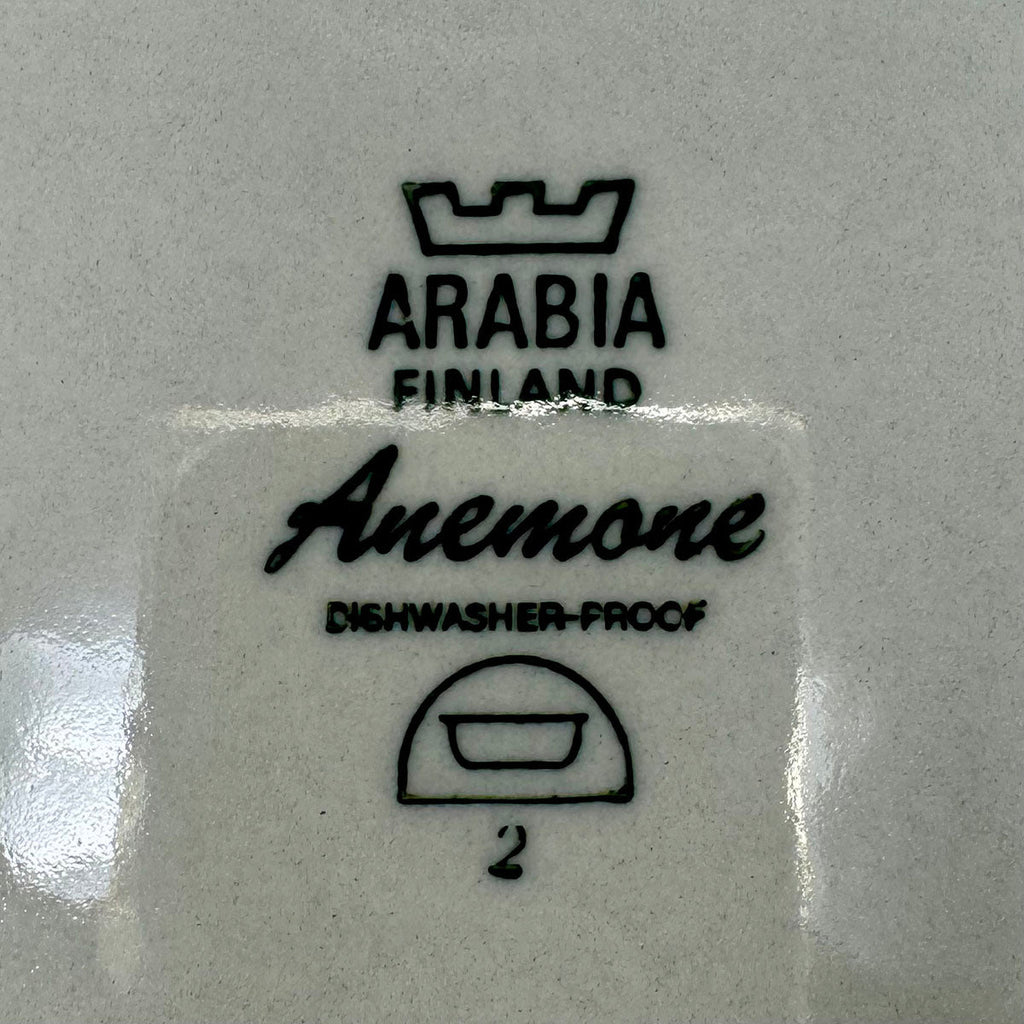 ARABIA
FINLAND
Anemone
DISHWASHER-PROOF
2